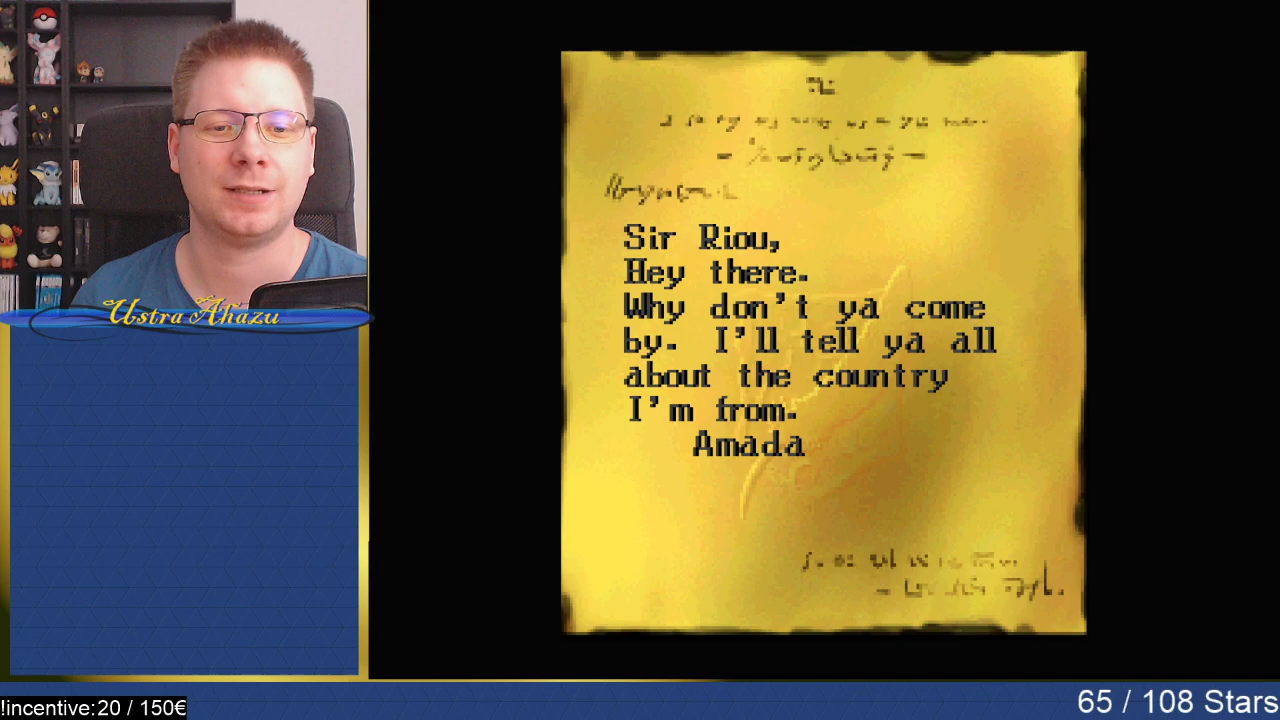 Sir Riou,
Hey there.
Why don't ya come
by. I'll tell ya all
about the country
I'm from.
Amada
Ustra Ahazu
!incentive:20 / 150€
65 / 108 Stars